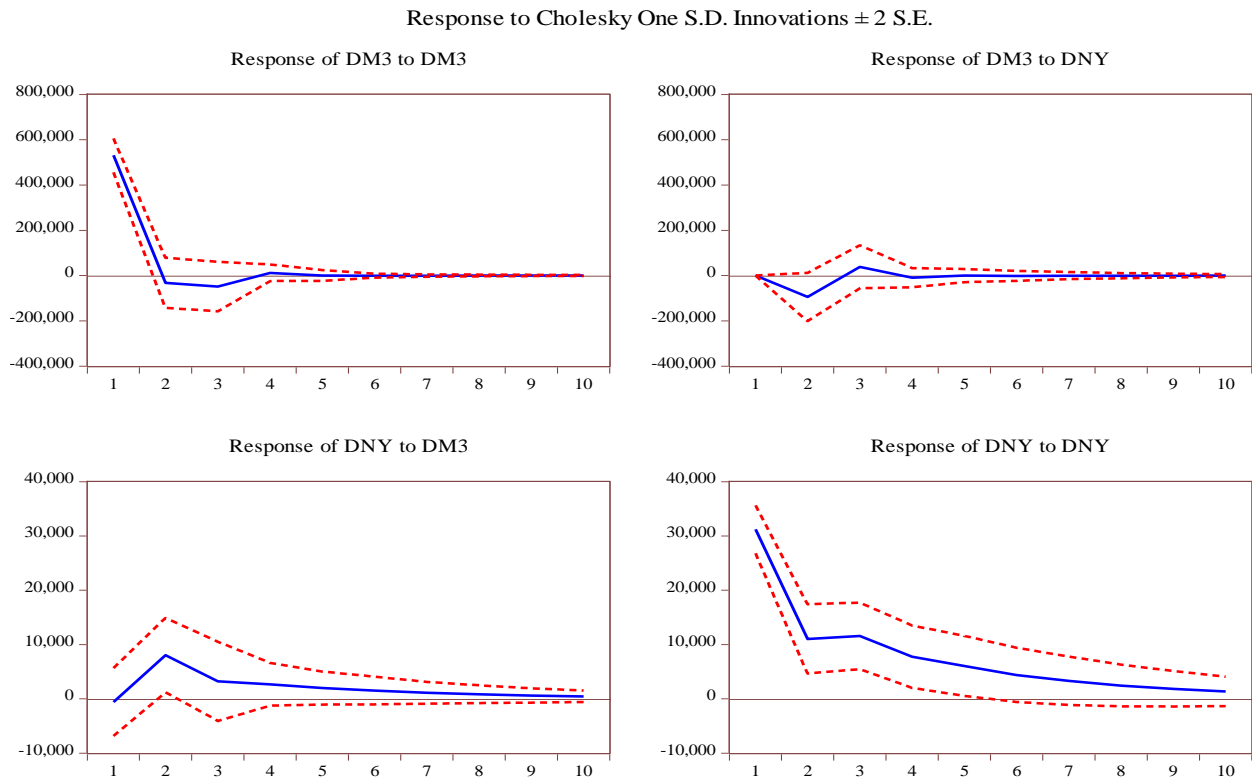 Response to Cholesky One S.D. Innovations ± 2 S.E.
Response of DM3 to DM3
800,000
600,000
400,000
200,000
0
-200,000
-400,000
1 2 3 4 5 6 7 8 9 10
Response of DM3 to DNY
800,000
600,000
400,000
200,000
0
-200,000
-400,000
1 2 3 4 5 6 7 8 9 10
Response of DNY to DM3
40,000
30,000
20,000
10,000
0
-10,000
1 2 3 4 5 6 7 8 9 10
Response of DNY to DNY
40,000
30,000
20,000
10,000
0
-10,000
1 2 3 4 5 6 7 8 9 10